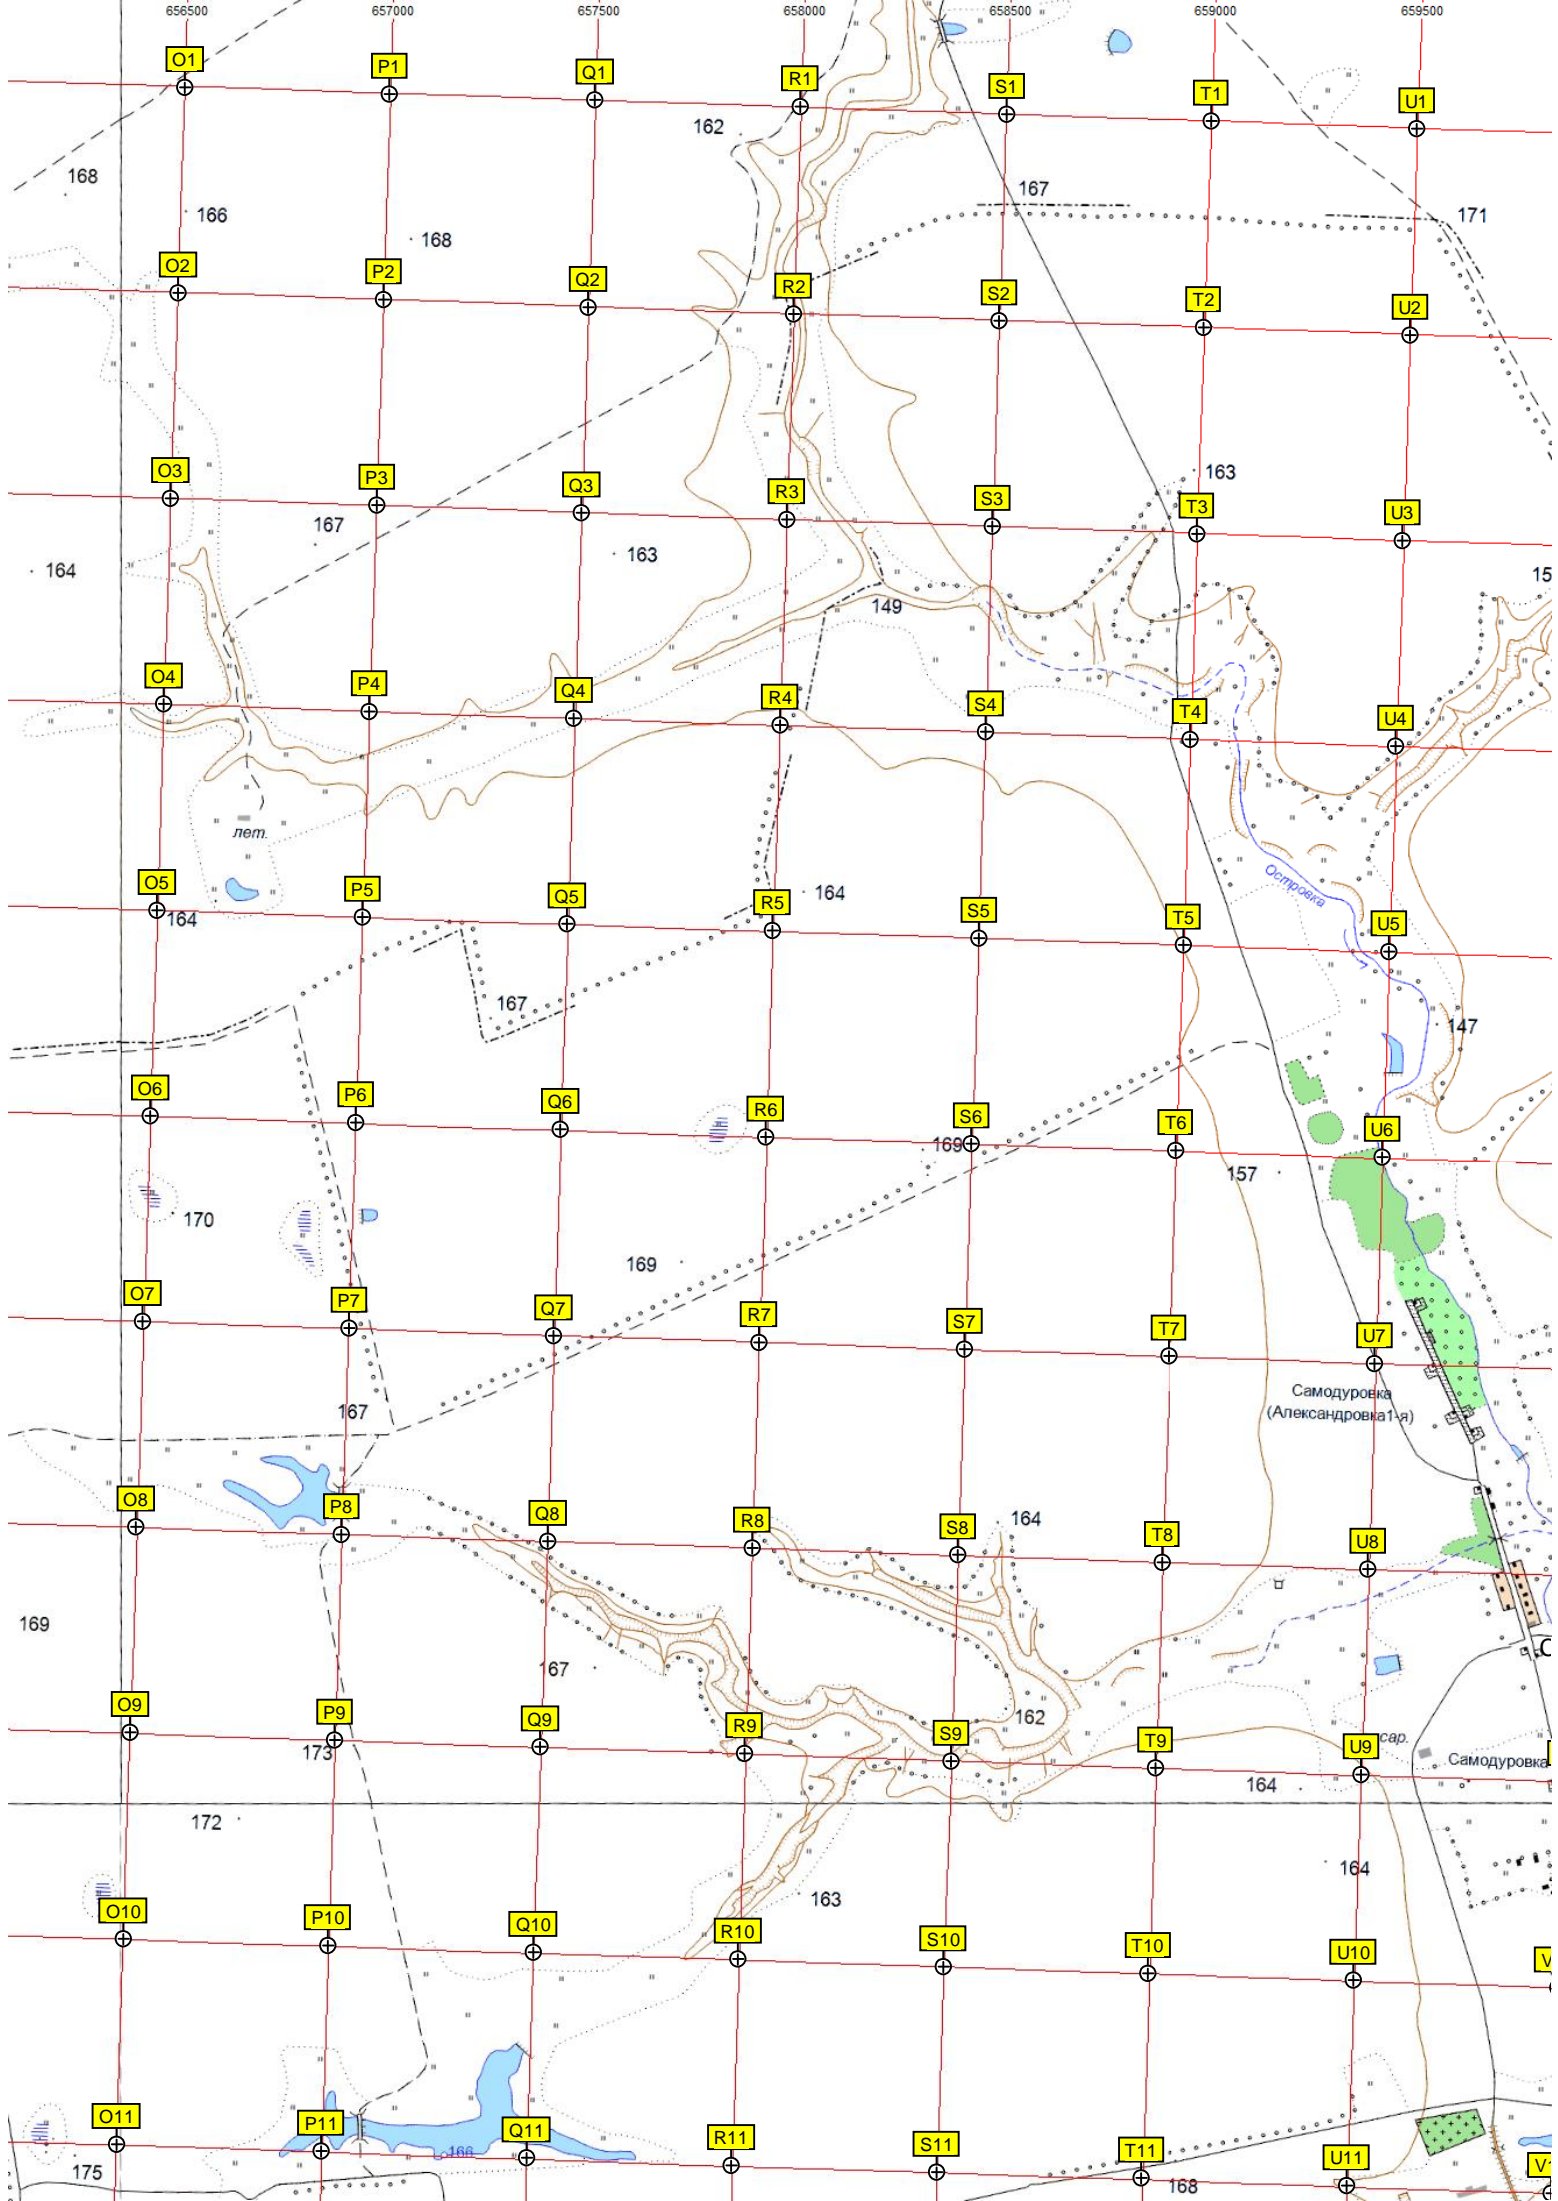 656500 657000 657500 658000 658500 659000 659500
O1 P1 Q1 R1 S1 T1 U1
162
168 167
166 171
168
O2 P2 Q2 R2 S2 T2 U2
O3 P3 Q3 R3 S3 T3 U3
163
167
163
164 15
149
O4 P4 Q4 R4 S4 T4 U4
лет.
Островка
O5 P5 Q5 R5 S5 T5 U5
164
164
167
147
O6 P6 Q6 R6 S6 T6 U6
169
157
170
169
O7 P7 Q7 R7 S7 T7 U7
Самодуровка
(Александровка1-я)
167
O8 P8 Q8 R8 S8 T8 U8
164
169
С
167
O9 P9 Q9 R9 S9 T9 U9
162
173
сар.
Самодуровка
164
172
164
163
O10 P10 Q10 R10 S10 T10 U10
V
O11 P11 Q11 R11 S11 T11 U11
166
V1
175
168